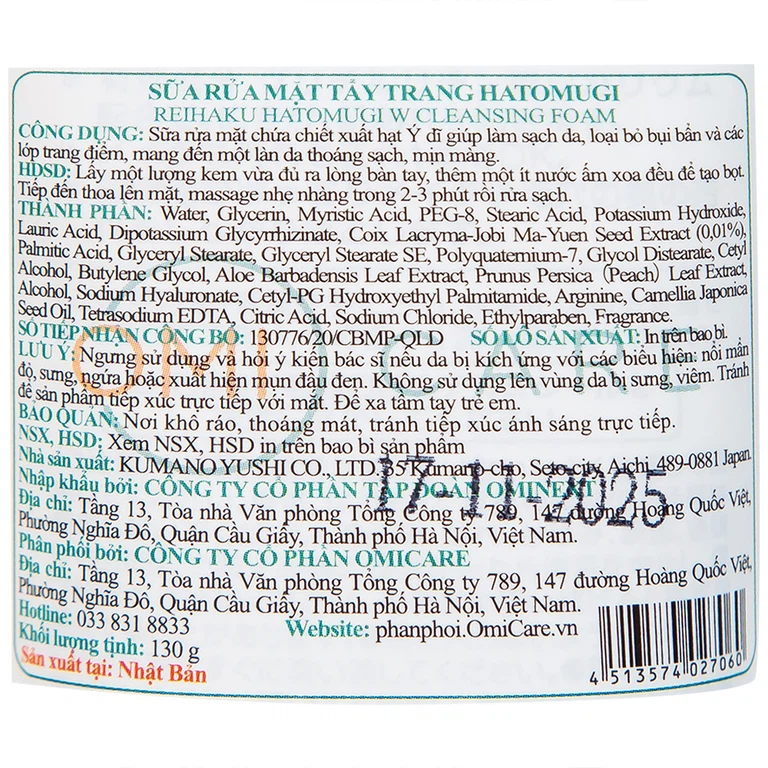 SỮA RỬA MẶT TẨY TRANG HATOMUGI
REIHAKU HATOMUGI W CLEANSING FOAM
CÔNG DỤNG: Sữa rửa mặt chứa chiết xuất hạt Ý dĩ giúp làm sạch da, loại bỏ bụi bẩn và các
lớp trang điểm, mang đến một làn da thoáng sạch, mịn màng.
HDSD: Lấy một lượng kem vừa đủ ra lòng bàn tay, thêm một ít nước ấm xoa đều để tạo bọt.
Tiếp đến thoa lên mặt, massage nhẹ nhàng trong 2-3 phút rồi rửa sạch.
THÀNH PHẦN: Water, Glycerin, Myristic Acid, PEG-8, Stearic Acid, Potassium Hydroxide,
Lauric Acid, Dipotassium Glycyrrhizinate, Coix Lacryma-Jobi Ma-Yuen Seed Extract (0,01%),
Palmitic Acid, Glyceryl Stearate, Glyceryl Stearate SE, Polyquaternium-7, Glycol Distearate, Cetyl
Alcohol, Butylene Glycol, Aloe Barbadensis Leaf Extract, Prunus Persica (Peach) Leaf Extract,
Alcohol, Sodium Hyaluronate, Cetyl-PG Hydroxyethyl Palmitamide, Arginine, Camellia Japonica
Seed Oil, Tetrasodium EDTA, Citric Acid, Sodium Chloride, Ethylparaben, Fragrance.
SỐ TIẾP NHẬN CÔNG BỐ: 130776/20/CBMP-QLD SỐ LÔ SẢN XUẤT: In trên bao bì.
OMI CARE
LƯU Ý: Ngưng sử dụng và hỏi ý kiến bác sĩ nếu da bị kích ứng với các biểu hiện: nổi mẩn
đỏ, sưng, ngứa hoặc xuất hiện mụn đầu đen. Không sử dụng lên vùng da bị sưng, viêm. Tránh
để sản phẩm tiếp xúc trực tiếp với mắt. Để xa tầm tay trẻ em.
BẢO QUẢN: Nơi khô ráo, thoáng mát, tránh tiếp xúc ánh sáng trực tiếp.
NSX, HSD: Xem NSX, HSD in trên bao bì sản phẩm
Nhà sản xuất: KUMANO YUSHI CO., LTD. 35 Kumano-cho, Seto-city, Aichi, 489-0881 Japan.
Nhập khẩu bởi: CÔNG TY CỔ PHẦN TẬP ĐOÀN OMINEXT
17-11-2025
Địa chỉ: Tầng 13, Tòa nhà Văn phòng Tổng Công ty 789, 147 đường Hoàng Quốc Việt,
Phường Nghĩa Đô, Quận Cầu Giấy, Thành phố Hà Nội, Việt Nam.
Phân phối bởi: CÔNG TY CỔ PHẦN OMICARE
Địa chỉ: Tầng 13, Tòa nhà Văn phòng Tổng Công ty 789, 147 đường Hoàng Quốc Việt,
Phường Nghĩa Đô, Quận Cầu Giấy, Thành phố Hà Nội, Việt Nam.
Hotline: 033 831 8833 Website: phanphoi.OmiCare.vn
Khối lượng tịnh: 130 g
Sản xuất tại: Nhật Bản
4 513574 027060